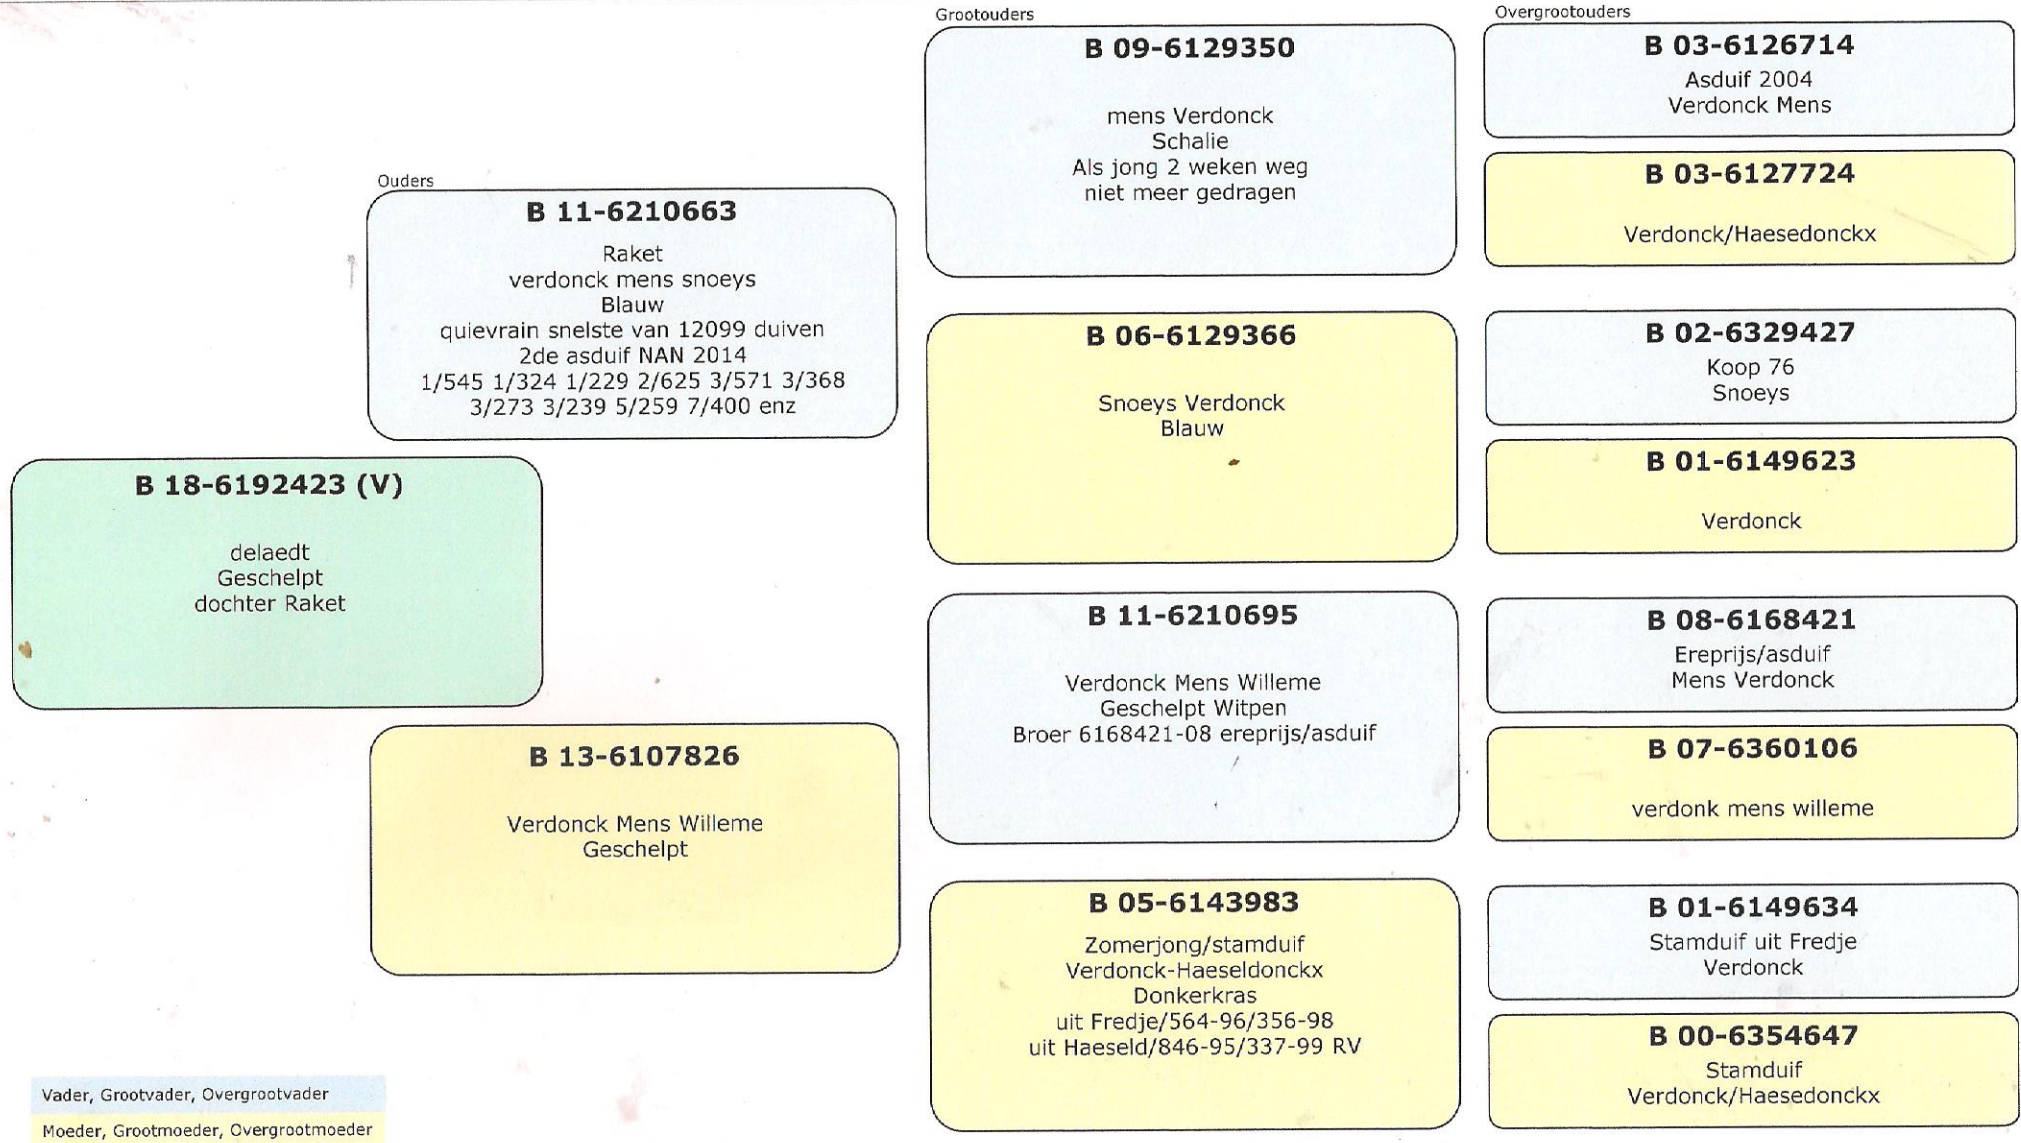 Ouders
Grootouders
Overgrootouders
B 18-6192423 (V)
delaedt
Geschelpt
dochter Raket
B 11-6210663
Raket
verdonck mens snoeys
Blauw
quievrain snelste van 12099 duiven
2de asduif NAN 2014
1/545 1/324 1/229 2/625 3/571 3/368
3/273 3/239 5/259 7/400 enz
B 13-6107826
Verdonck Mens Willeme
Geschelpt
B 09-6129350
mens Verdonck
Schalie
Als jong 2 weken weg
niet meer gedragen
B 06-6129366
Snoeys Verdonck
Blauw
B 11-6210695
Verdonck Mens Willeme
Geschelpt Witpen
Broer 6168421-08 ereprijs/asduif
B 05-6143983
Zomerjong/stamduif
Verdonck-Haeseldonckx
Donkerkras
uit Fredje/564-96/356-98
uit Haeseld/846-95/337-99 RV
B 03-6126714
Asduif 2004
Verdonck Mens
B 03-6127724
Verdonck/Haesedonckx
B 02-6329427
Koop 76
Snoeys
B 01-6149623
Verdonck
B 08-6168421
Ereprijs/asduif
Mens Verdonck
B 07-6360106
verdonk mens willeme
B 01-6149634
Stamduif uit Fredje
Verdonck
B 00-6354647
Stamduif
Verdonck/Haesedonckx
Vader, Grootvader, Overgrootvader
Moeder, Grootmoeder, Overgrootmoeder